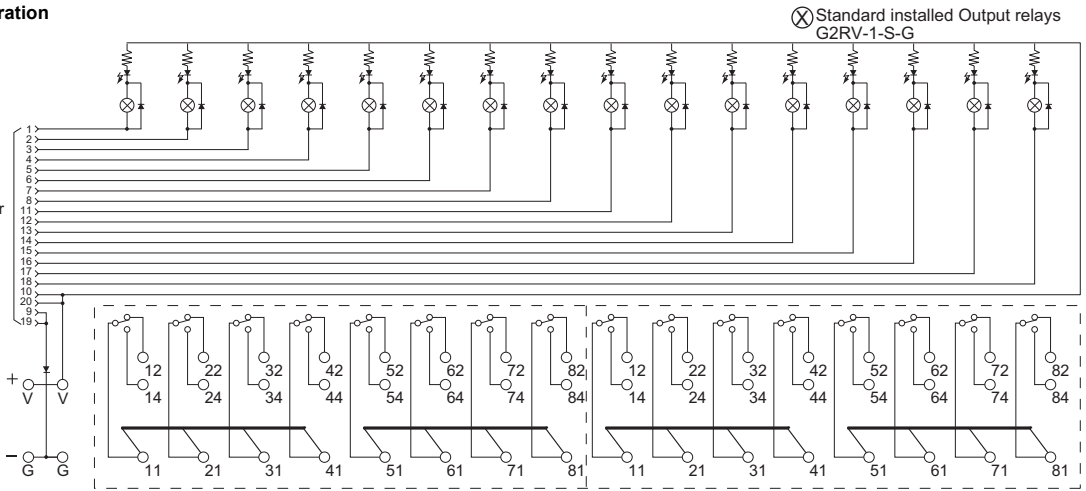 ration
Standard installed Output relays
G2RV-1-S-G
1
2
3
4
5
6
7
8
11
r
12
13
14
15
16
17
18
10
20
9
19
12 22 32 42 52 62 72 82 12 22 32 42 52 62 72 82
+
V V
14 24 34 44 54 64 74 84 14 24 34 44 54 64 74 84
−
G G
11 21 31 41 51 61 71 81 11 21 31 41 51 61 71 81